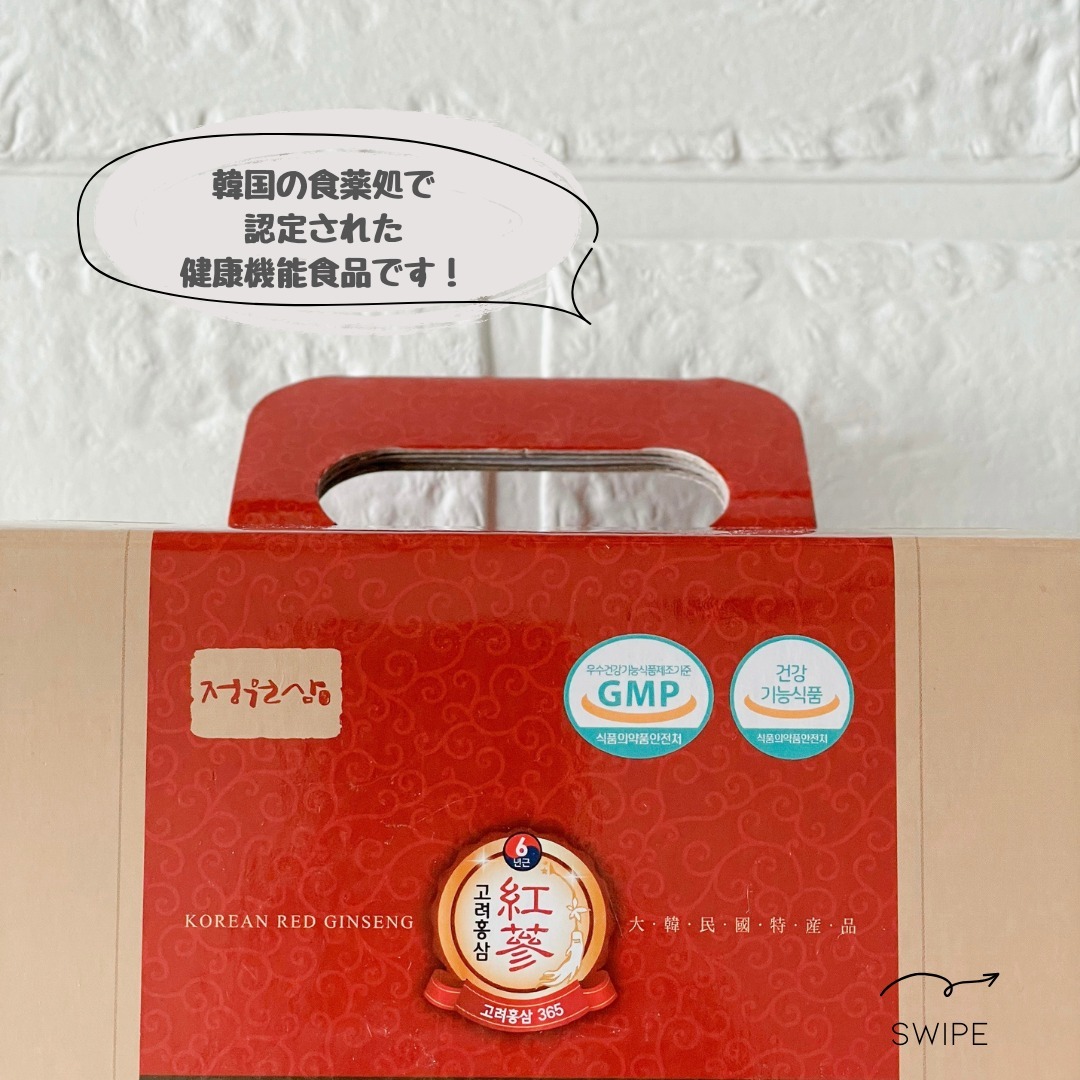 韓国の食薬処で
認定された
健康機能食品です！
정원삼
우수건강기능식품제조기준
GMP
식품의약품안전처
건강
기능식품
식품의약품안전처
6
년근
고려홍삼
紅蔘
KOREAN RED GINSENG
大·韓·民·國·特·産·品
고려홍삼 365
SWIPE